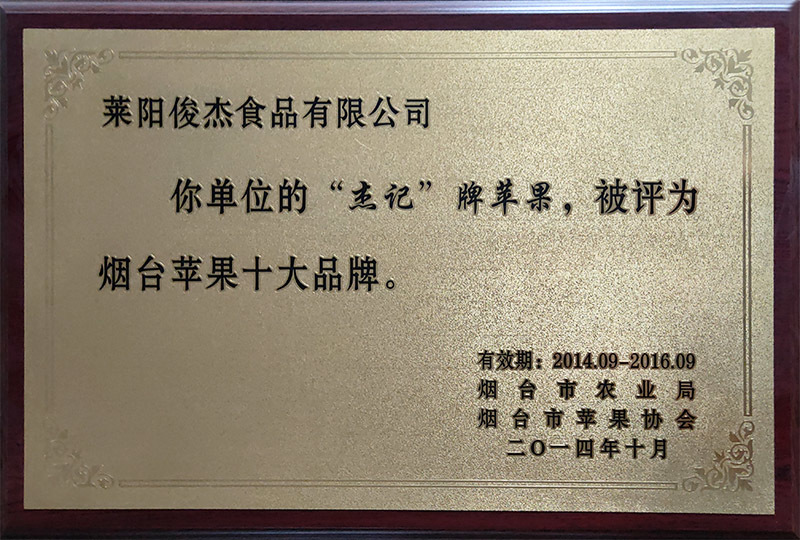 莱阳俊杰食品有限公司
你单位的“杰记”牌苹果，被评为
烟台苹果十大品牌。
有效期：2014.09-2016.09
烟台市农业局
烟台市苹果协会
二O一四年十月